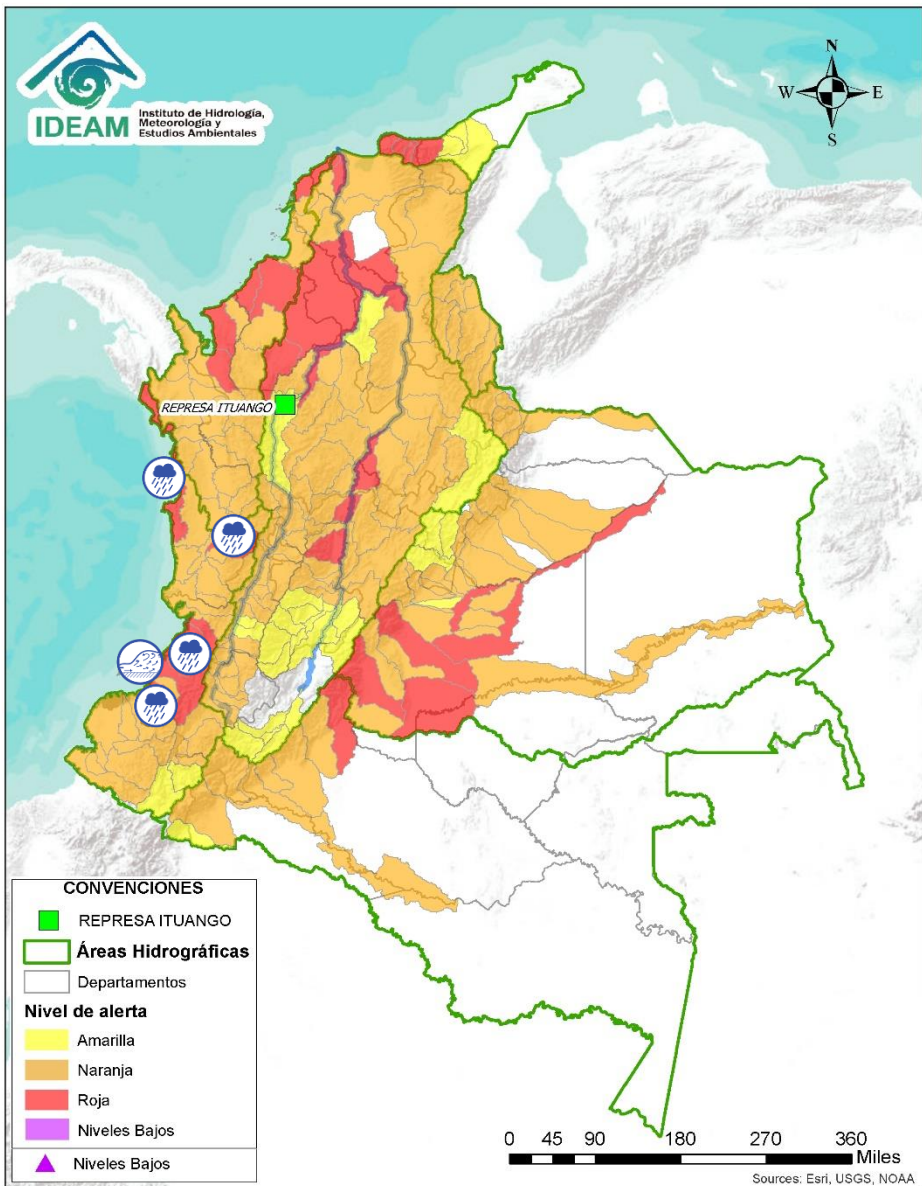 IDEAM
Instituto de Hidrología,
Meteorología y
Estudios Ambientales
N
W
E
S
REPRESA ITUANGO
CONVENCIONES
REPRESA ITUANGO
Áreas Hidrográficas
Departamentos
Nivel de alerta
Amarilla
Naranja
Roja
Niveles Bajos
Niveles Bajos
0 45 90 180 270 360
Miles
Sources: Esri, USGS, NOAA